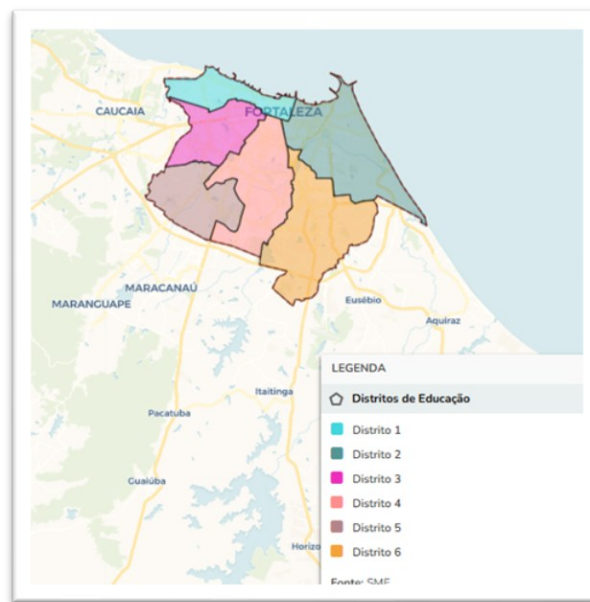 CAUCAIA
FORTALEZA
MARACANAÚ
MARANGUAPE
Eusébio
Aquiraz
Itaitinga
Pacatuba
Guaiúba
Horizo
LEGENDA
Distritos de Educação
Distrito 1
Distrito 2
Distrito 3
Distrito 4
Distrito 5
Distrito 6
Fonte: SME